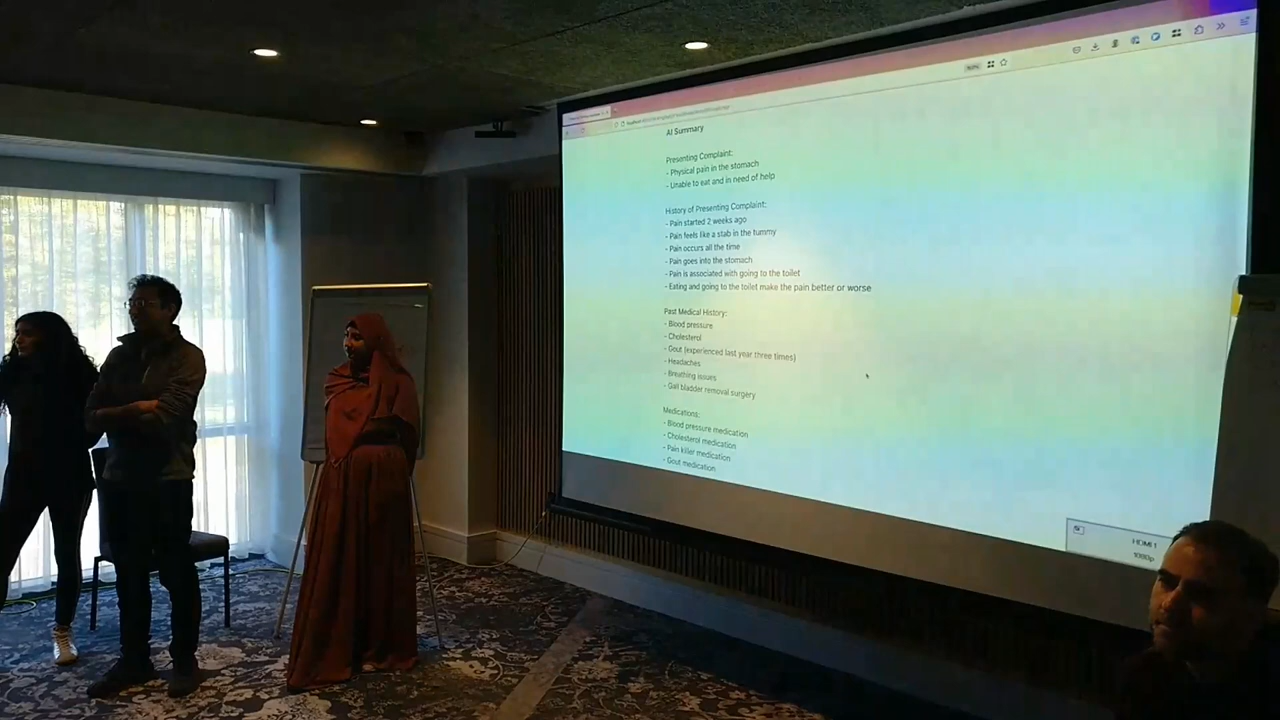 AI Summary
Presenting Complaint:
- Physical pain in the stomach
- Unable to eat and in need of help
History of Presenting Complaint:
- Pain started 2 weeks ago
- Pain feels like a stab in the tummy
- Pain occurs all the time
- Pain goes into the stomach
- Pain is associated with going to the toilet
- Eating and going to the toilet make the pain better or worse
Past Medical History:
- Blood pressure
- Cholesterol
- Gout (experienced last year three times)
- Headaches
- Breathing issues
- Gall bladder removal surgery
Medications:
- Blood pressure medication
- Cholesterol medication
- Pain killer medication
- Gout medication
HDMI 1
1080p